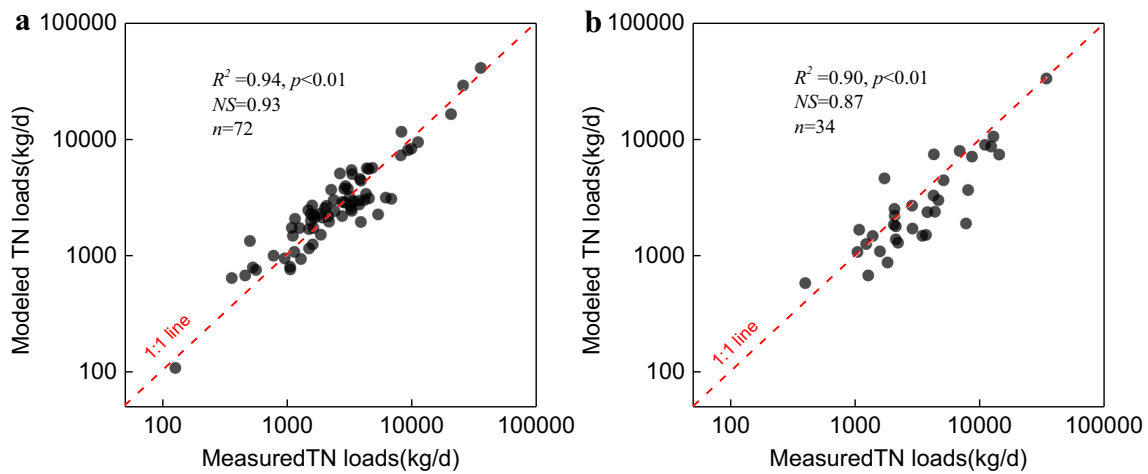 a
100000
10000
1000
100
Modeled TN loads(kg/d)
R² =0.94, p<0.01
NS=0.93
n=72
1:1 line
100 1000 10000 100000
MeasuredTN loads(kg/d)
b
100000
10000
1000
100
Modeled TN loads(kg/d)
R² =0.90, p<0.01
NS=0.87
n=34
1:1 line
100 1000 10000 100000
MeasuredTN loads(kg/d)